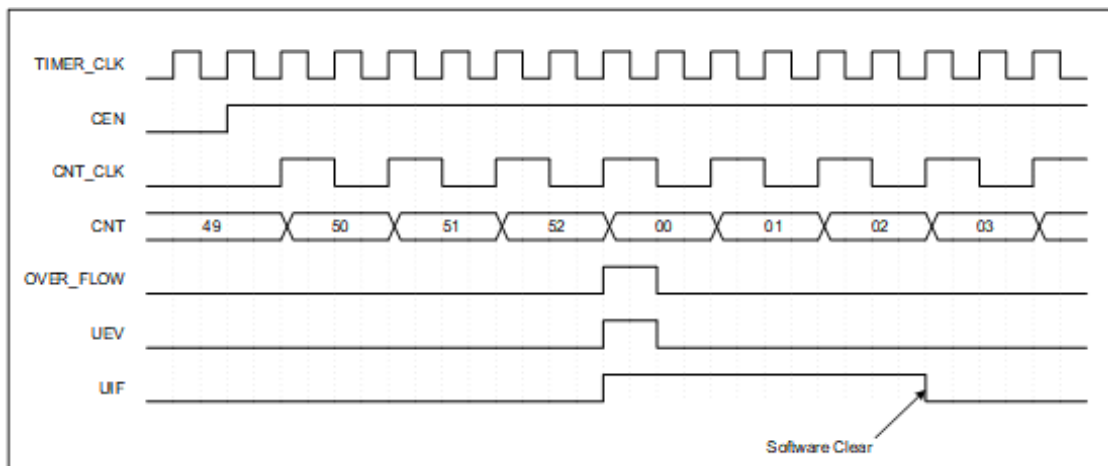 TIMER_CLK
CEN
CNT_CLK
CNT 49 50 51 52 00 01 02 03
OVER_FLOW
UEV
UIF
Software Clear